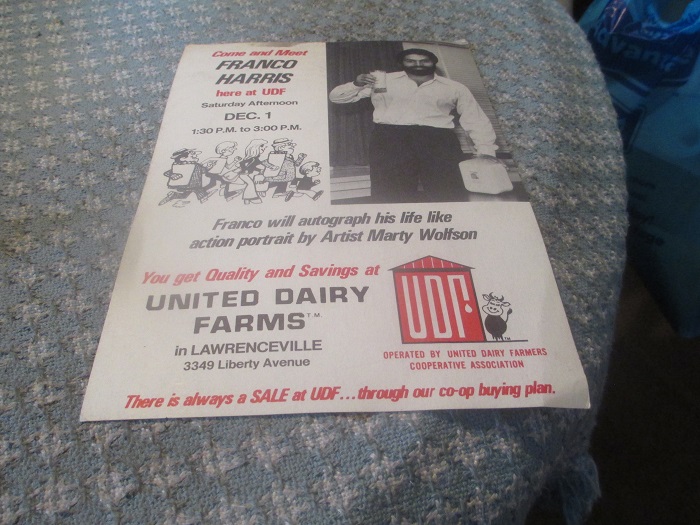 Come and Meet
FRANCO
HARRIS
here at UDF
Saturday Afternoon
DEC. 1
1:30 P.M. to 3:00 P.M.
Franco will autograph his life like
action portrait by Artist Marty Wolfson
You get Quality and Savings at
UNITED DAIRY
FARMS T.M.
in LAWRENCEVILLE
3349 Liberty Avenue
UDF
TM
OPERATED BY UNITED DAIRY FARMERS
COOPERATIVE ASSOCIATION
There is always a SALE at UDF...through our co-op buying plan.